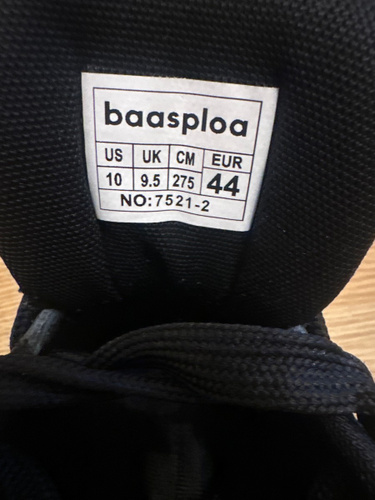 baasploa
US UK CM EUR
10 9.5 275 44
NO:7521-2